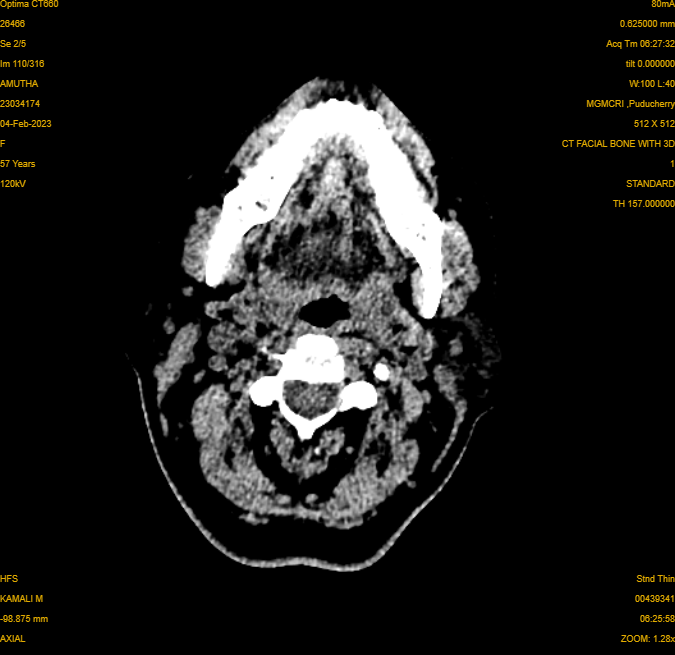 Optima CT660
26466
Se 2/5
Im 110/316
AMUTHA
23034174
04-Feb-2023
F
57 Years
120kV
80mA
0.625000 mm
Acq Tm 06:27:32
tilt 0.000000
W:100 L:40
MGMCRI ,Puducherry
512 X 512
CT FACIAL BONE WITH 3D
1
STANDARD
TH 157.000000
HFS
KAMALI M
-98.875 mm
AXIAL
Stnd Thin
00439341
06:25:58
ZOOM: 1.28x